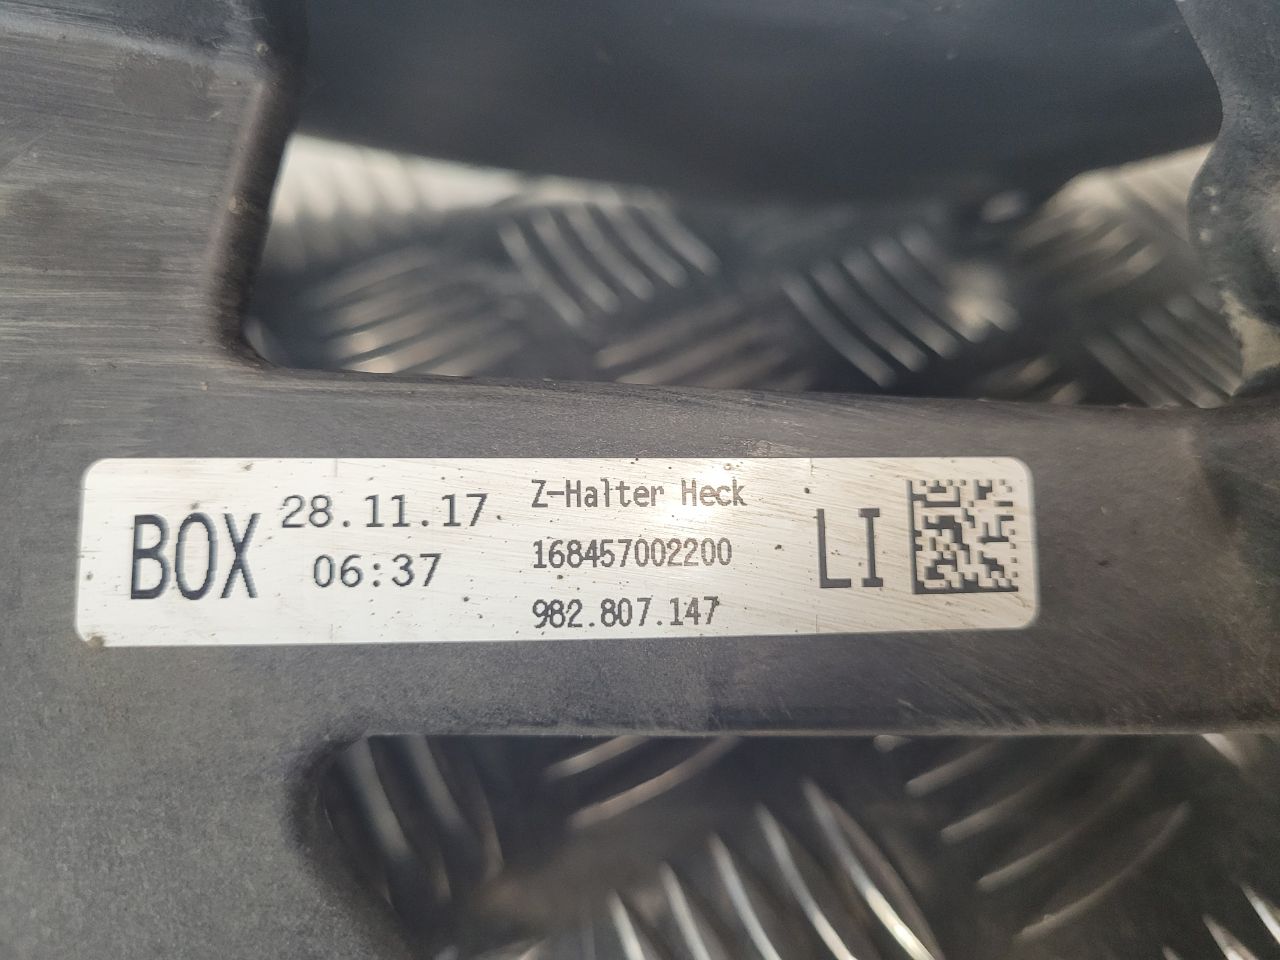 BOX
28.11.17
06:37
Z-Halter Heck
168457002200
982.807.147
LI